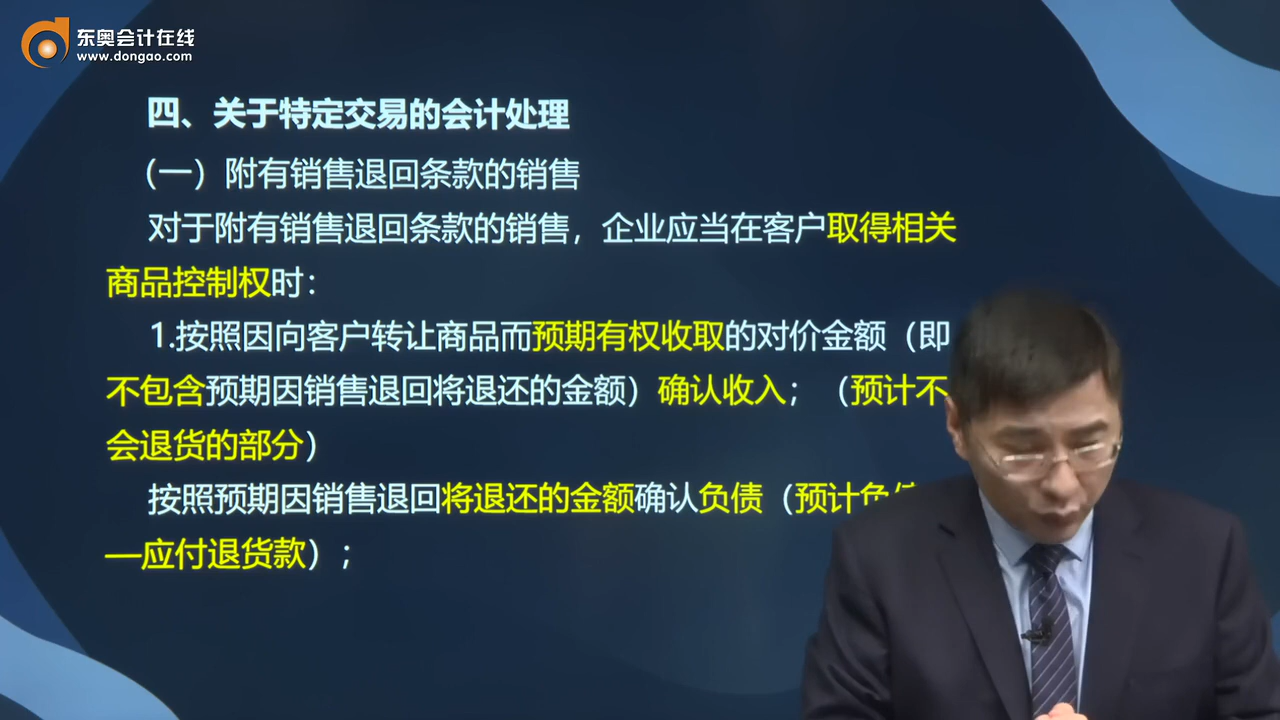 东奥会计在线
www.dongao.com
四、关于特定交易的会计处理
（一）附有销售退回条款的销售
对于附有销售退回条款的销售，企业应当在客户取得相关
商品控制权时：
1.按照因向客户转让商品而预期有权收取的对价金额（即
不包含预期因销售退回将退还的金额）确认收入；（预计不
会退货的部分）
按照预期因销售退回将退还的金额确认负债（预计负
—应付退货款）；